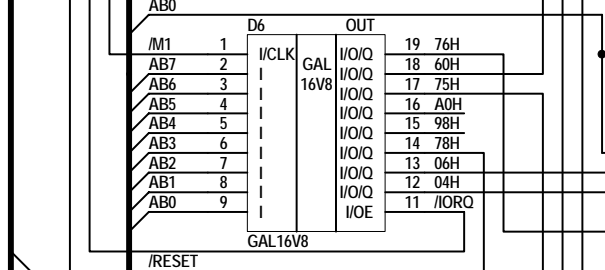 AB0
D6 OUT
/M1 1 I/CLK I/O/Q 19 76H
AB7 2 I GAL I/O/Q 18 60H
AB6 3 I 16V8 I/O/Q 17 75H
AB5 4 I I/O/Q 16 A0H
AB4 5 I I/O/Q 15 98H
AB3 6 I I/O/Q 14 78H
AB2 7 I I/O/Q 13 06H
AB1 8 I I/O/Q 12 04H
AB0 9 I I/OE 11 /IORQ
GAL16V8
/RESET